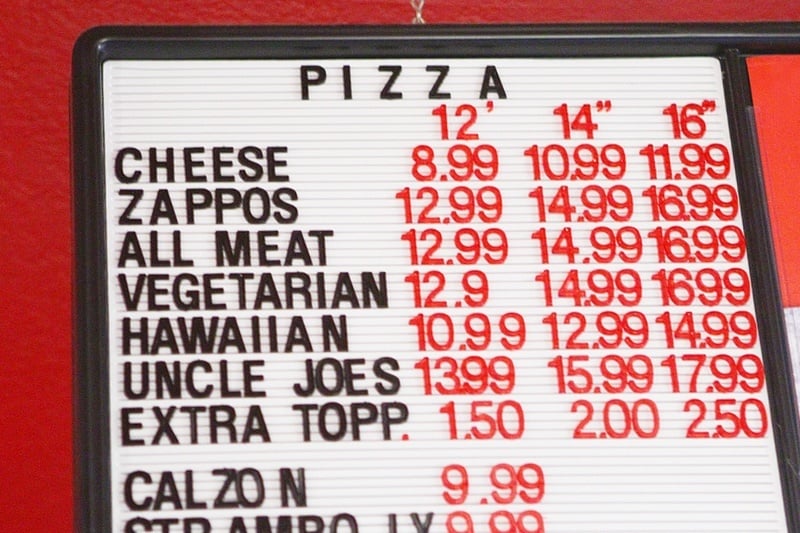 PIZZA
12' 14" 16"
CHEESE 8.99 10.99 11.99
ZAPPOS 12.99 14.99 16.99
ALL MEAT 12.99 14.99 16.99
VEGETARIAN 12.9 14.99 1699
HAWAIIAN 10.99 12.99 14.99
UNCLE JOES 13.99 15.99 17.99
EXTRA TOPP. 1.50 2.00 2.50
CALZON 9.99
STRAMBOLY 9.99